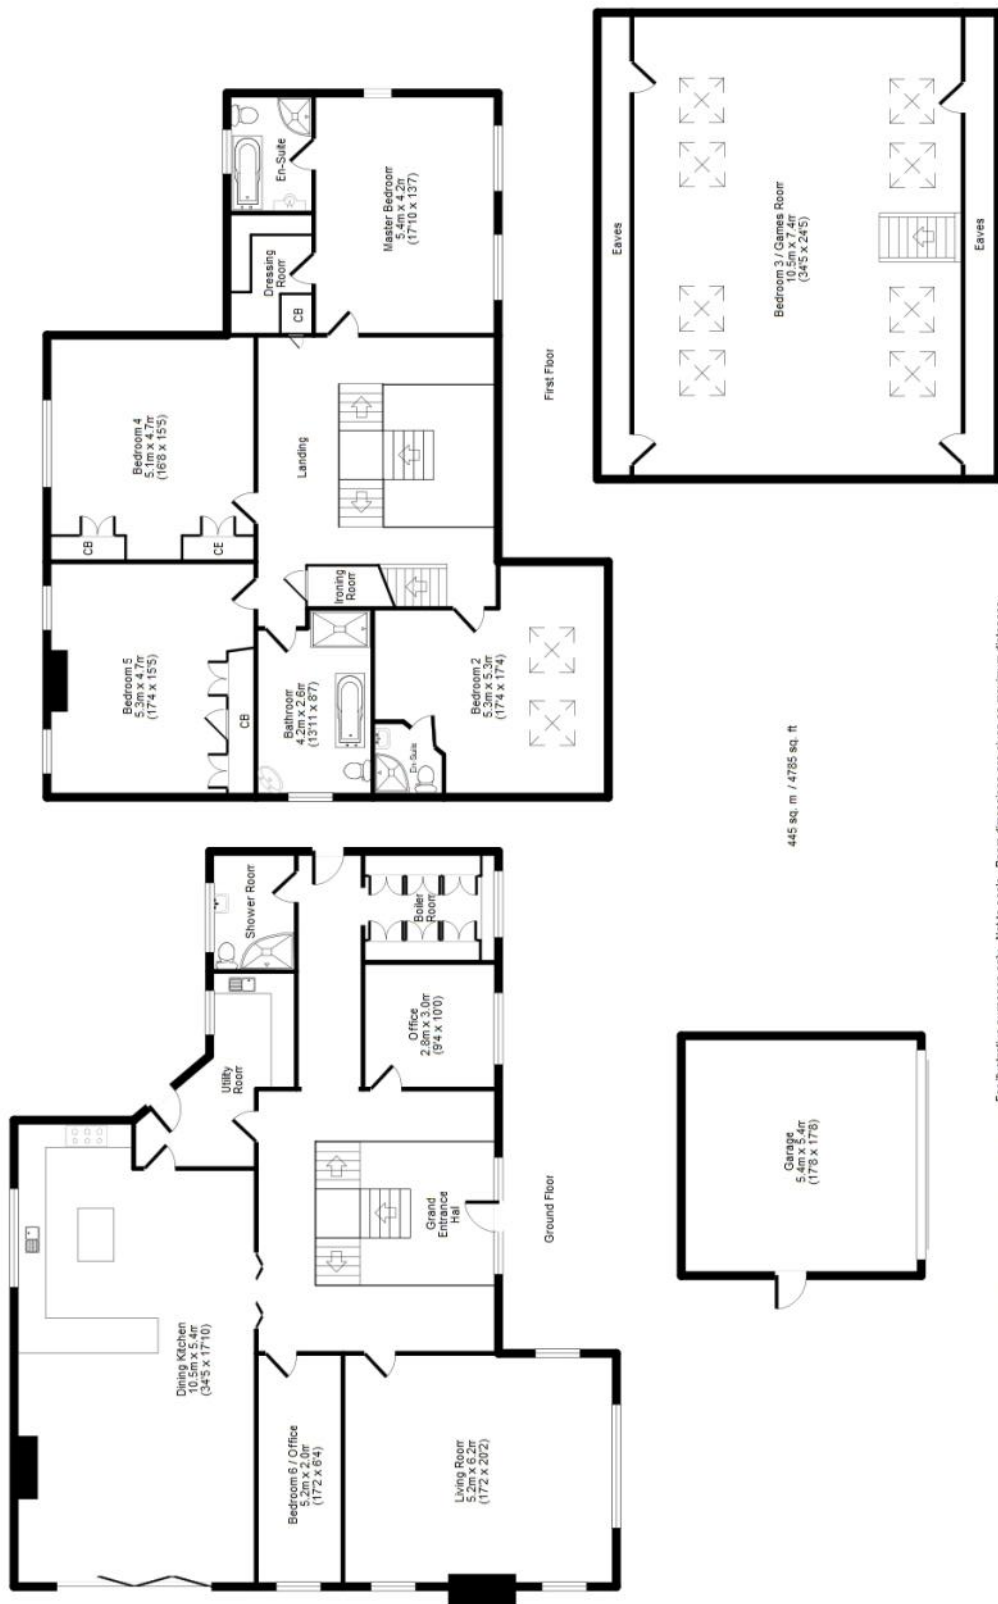 Dining Kitchen
10.5m x 5.4m
(34'5 x 17'10)
Utility
Room
Shower Room
Bedroom 6 / Office
5.2m x 2.0m
(17'2 x 6'4)
Living Room
5.2m x 6.2m
(17'2 x 20'2)
Grand
Entrance
Hal
Office
2.8m x 3.0m
(9'4 x 10'0)
Boiler
Room
Ground Floor
Garage
5.4m x 5.4m
(17'8 x 17'8)
Bedroom 5
5.3m x 4.7m
(17'4 x 15'5)
CB
Bedroom 4
5.1m x 4.7m
(16'8 x 15'5)
CB
CE
Bathroom
4.2m x 2.6m
(13'11 x 8'7)
Ironing
Room
Landing
Dressing
Room
CB
En-Suite
Master Bedroom
5.4m x 4.2m
(17'10 x 13'7)
En-Suite
Bedroom 2
5.3m x 5.3m
(17'4 x 17'4)
First Floor
Eaves
Bedroom 3 / Games Room
10.5m x 7.4m
(34'5 x 24'5)
Eaves
445 sq. m / 4785 sq. ft